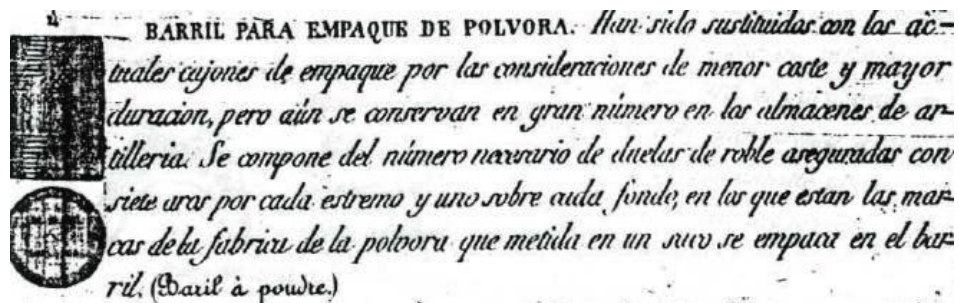 BARRIL PARA EMPAQUE DE POLVORA. Han sido sustituidos con los ac-
tuales cajones de empaque por las consideraciones de menor coste y mayor
duracion, pero aún se conservan en gran número en los almacenes de ar-
tilleria. Se compone del número necesario de duelas de roble aseguradas con
siete aros por cada estremo y uno sobre cada fondo, en los que estan las mar-
cas de la fabrica de la polvora que metida en un saco se empaca en el bar-
ril. (Baril à poudre.)